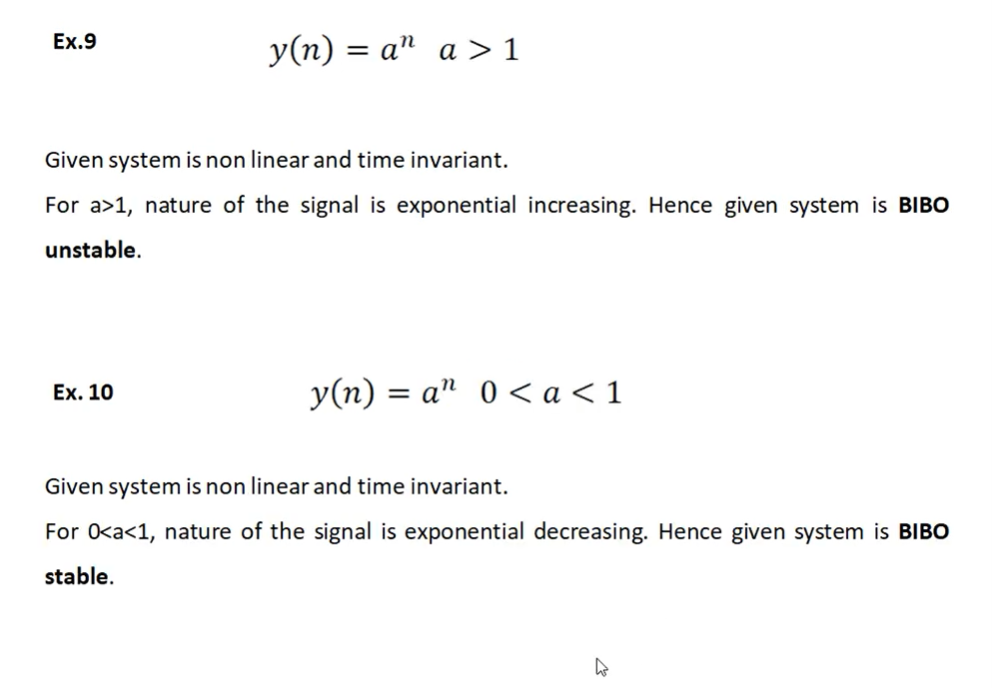 Ex.9 y(n) = aⁿ a > 1
Given system is non linear and time invariant.
For a>1, nature of the signal is exponential increasing. Hence given system is BIBO
unstable.
Ex. 10 y(n) = aⁿ 0 < a < 1
Given system is non linear and time invariant.
For 0<a<1, nature of the signal is exponential decreasing. Hence given system is BIBO
stable.